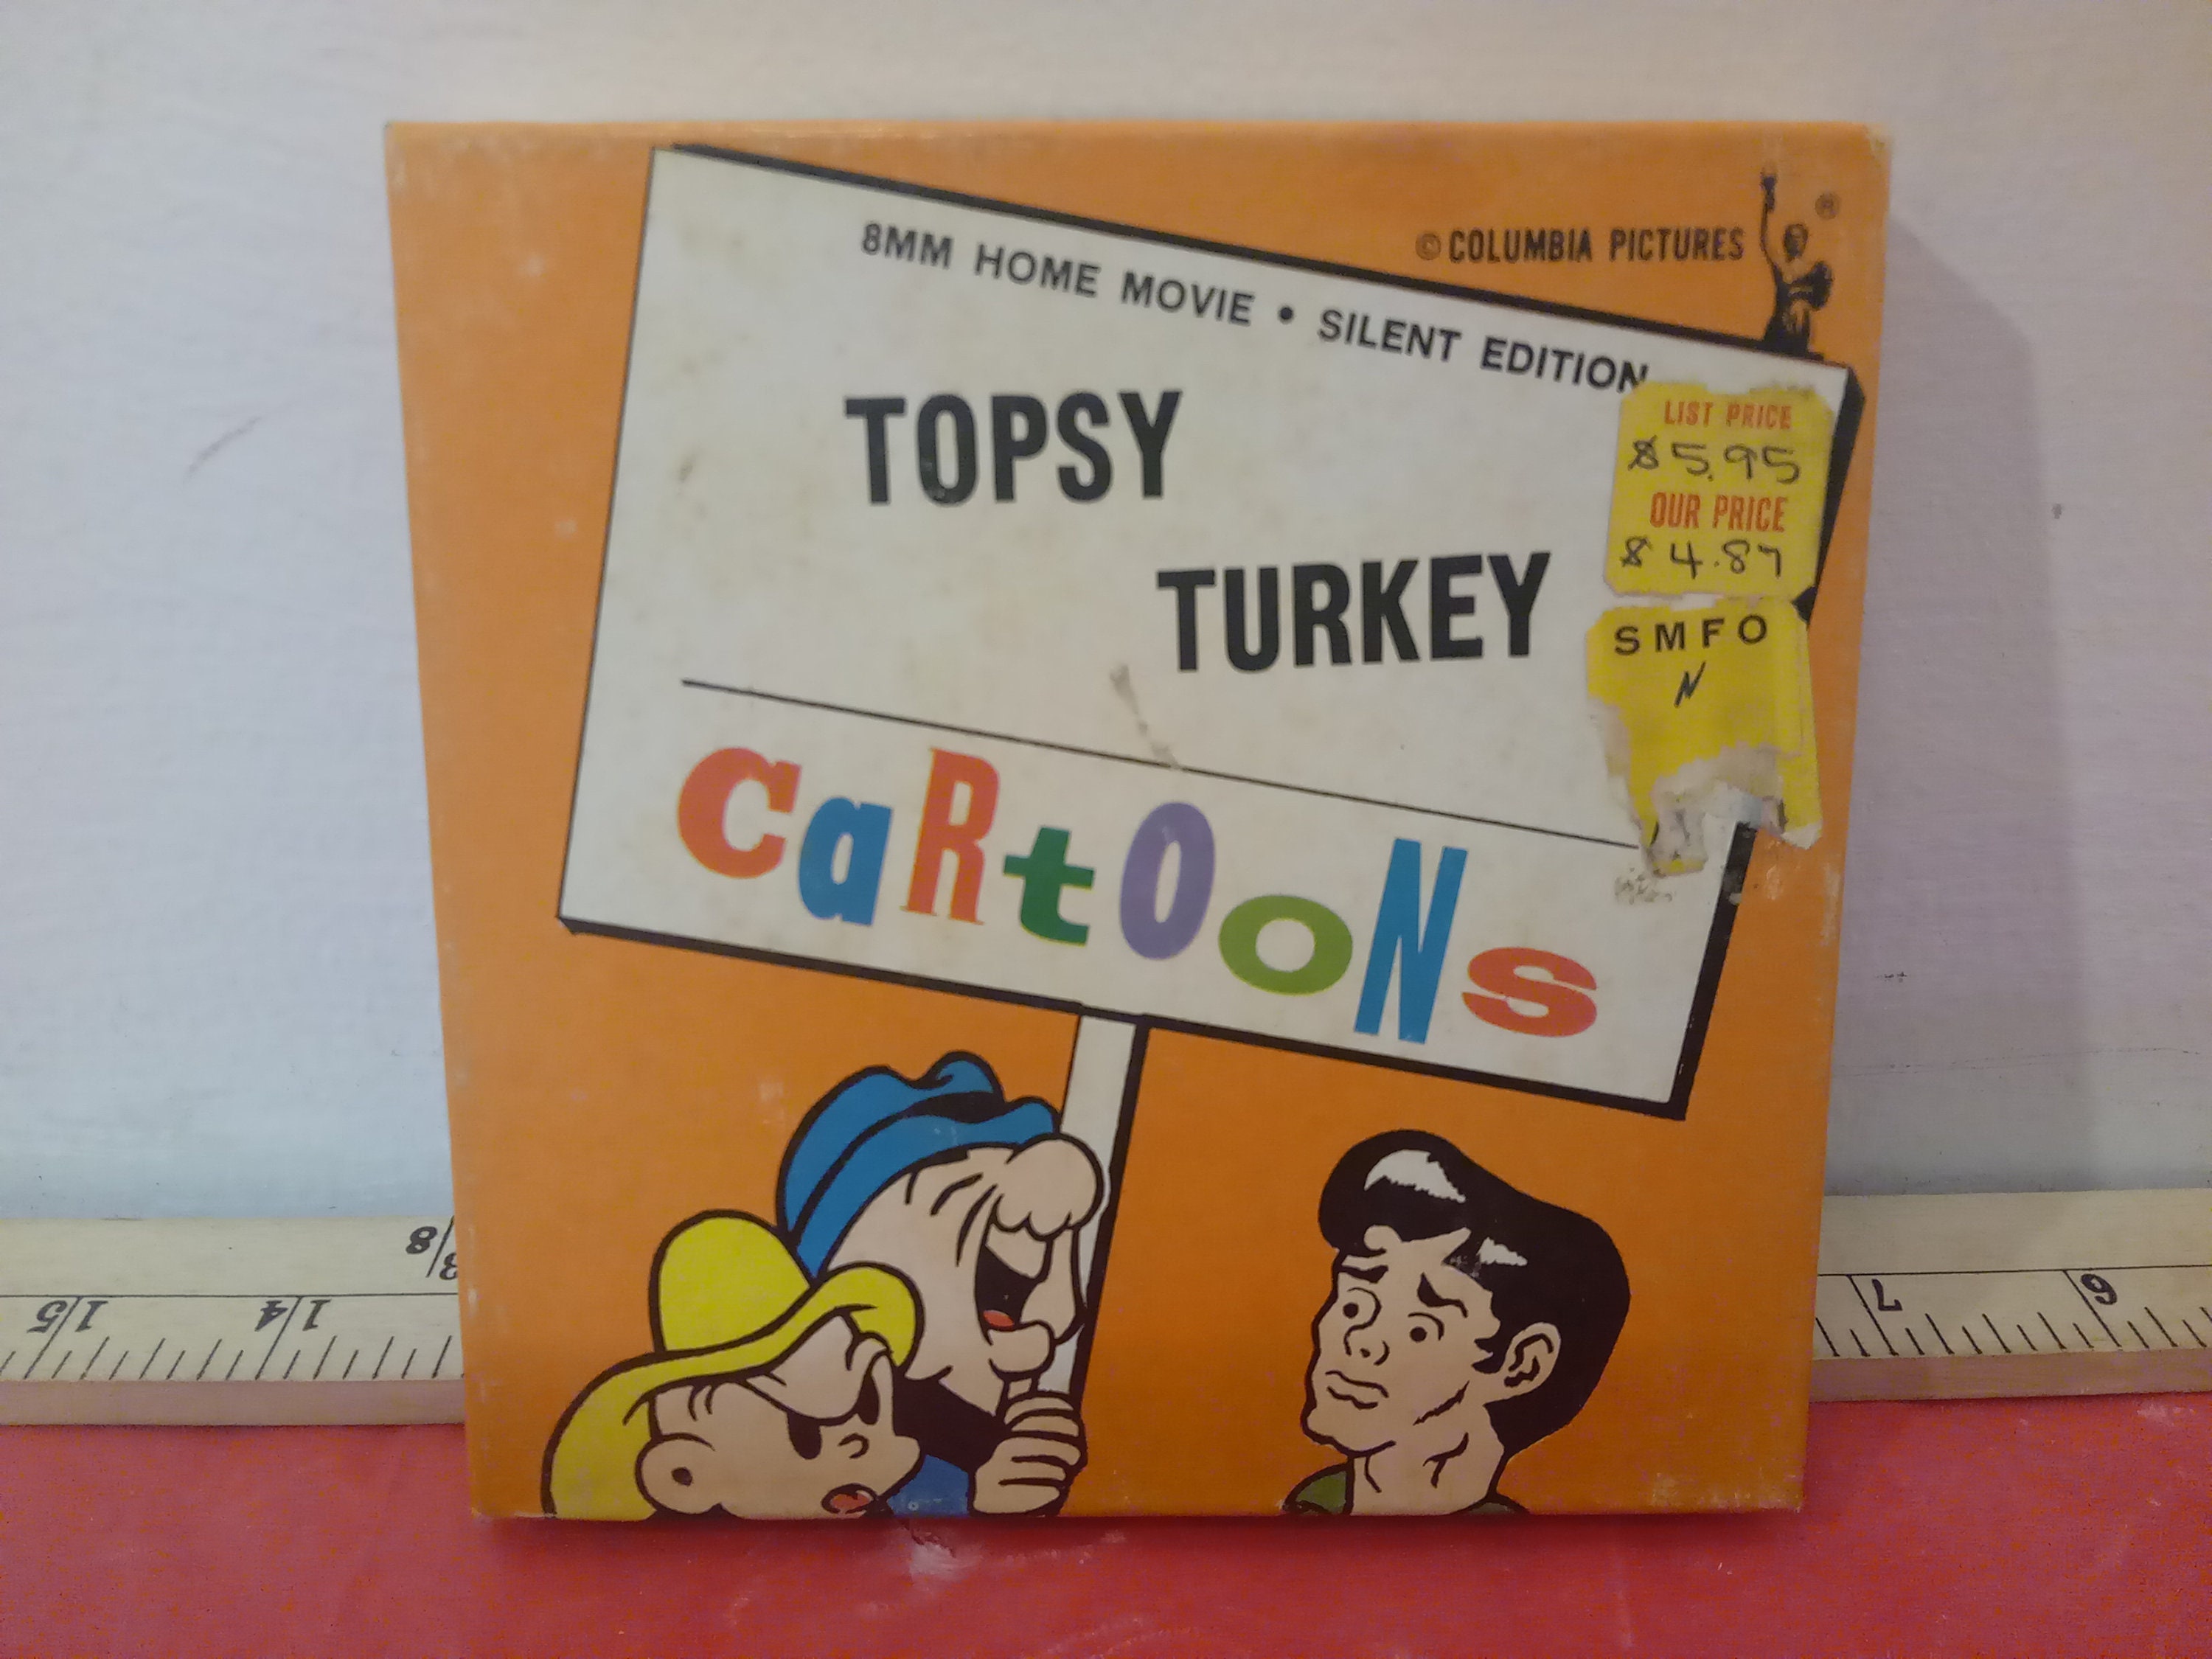 © COLUMBIA PICTURES ®
8MM HOME MOVIE • SILENT EDITION
TOPSY
TURKEY
LIST PRICE
$5.95
OUR PRICE
$4.87
SMFO
N
CaRtOoNs
15 14 7 6